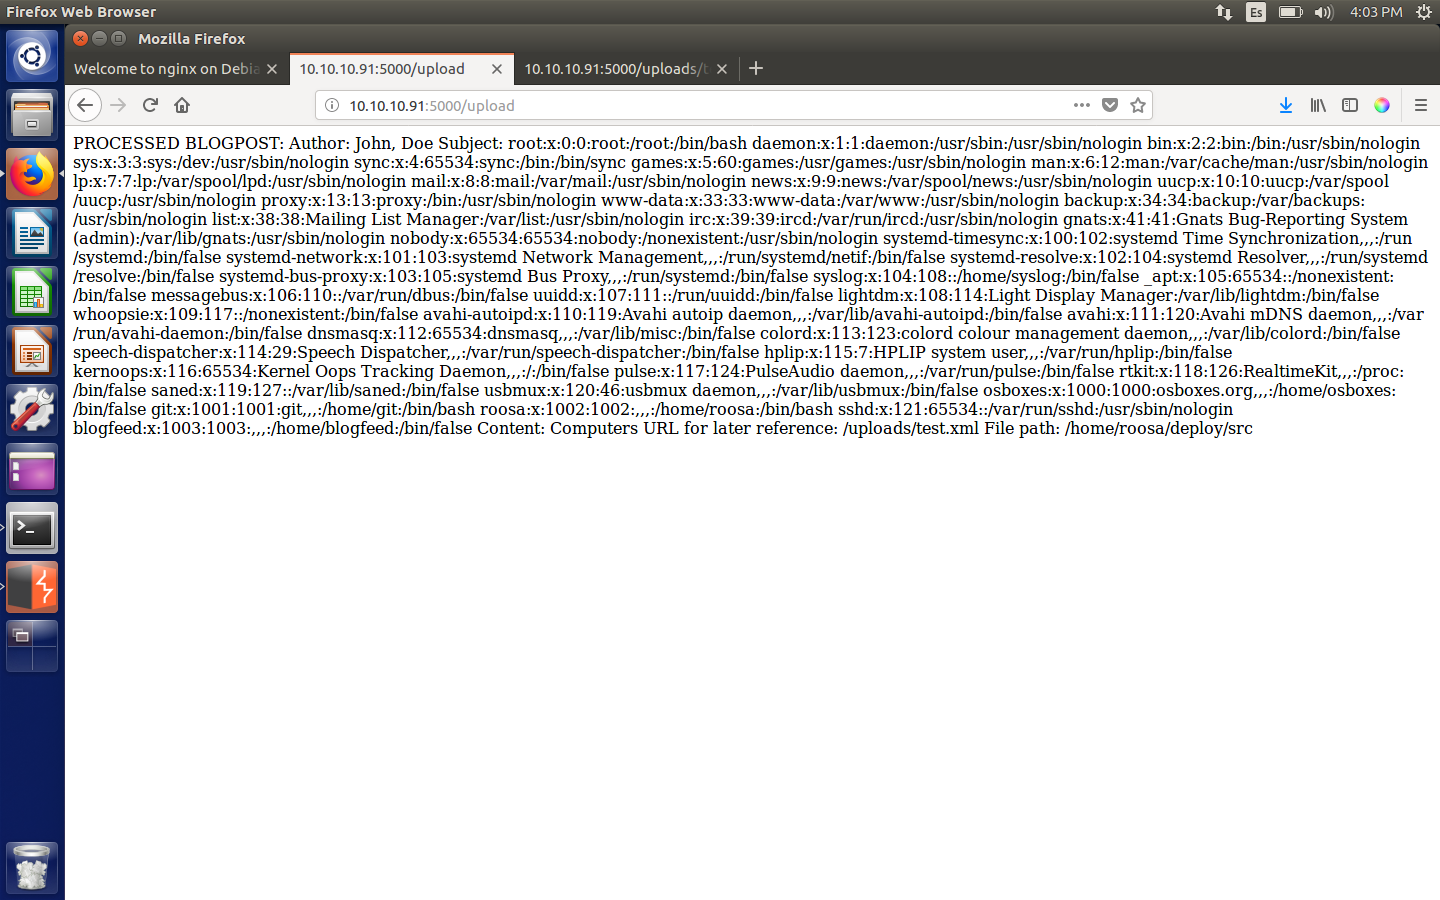 Firefox Web Browser
Es
4:03 PM
Mozilla Firefox
Welcome to nginx on Debia
10.10.10.91:5000/upload
10.10.10.91:5000/uploads/t
10.10.10.91:5000/upload
PROCESSED BLOGPOST: Author: John, Doe Subject: root:x:0:0:root:/root:/bin/bash daemon:x:1:1:daemon:/usr/sbin:/usr/sbin/nologin bin:x:2:2:bin:/bin:/usr/sbin/nologin
sys:x:3:3:sys:/dev:/usr/sbin/nologin sync:x:4:65534:sync:/bin:/bin/sync games:x:5:60:games:/usr/games:/usr/sbin/nologin man:x:6:12:man:/var/cache/man:/usr/sbin/nologin
lp:x:7:7:lp:/var/spool/lpd:/usr/sbin/nologin mail:x:8:8:mail:/var/mail:/usr/sbin/nologin news:x:9:9:news:/var/spool/news:/usr/sbin/nologin uucp:x:10:10:uucp:/var/spool
/uucp:/usr/sbin/nologin proxy:x:13:13:proxy:/bin:/usr/sbin/nologin www-data:x:33:33:www-data:/var/www:/usr/sbin/nologin backup:x:34:34:backup:/var/backups:
/usr/sbin/nologin list:x:38:38:Mailing List Manager:/var/list:/usr/sbin/nologin irc:x:39:39:ircd:/var/run/ircd:/usr/sbin/nologin gnats:x:41:41:Gnats Bug-Reporting System
(admin):/var/lib/gnats:/usr/sbin/nologin nobody:x:65534:65534:nobody:/nonexistent:/usr/sbin/nologin systemd-timesync:x:100:102:systemd Time Synchronization,,,:/run
/systemd:/bin/false systemd-network:x:101:103:systemd Network Management,,,:/run/systemd/netif:/bin/false systemd-resolve:x:102:104:systemd Resolver,,,:/run/systemd
/resolve:/bin/false systemd-bus-proxy:x:103:105:systemd Bus Proxy,,,:/run/systemd:/bin/false syslog:x:104:108::/home/syslog:/bin/false _apt:x:105:65534::/nonexistent:
/bin/false messagebus:x:106:110::/var/run/dbus:/bin/false uuidd:x:107:111::/run/uuidd:/bin/false lightdm:x:108:114:Light Display Manager:/var/lib/lightdm:/bin/false
whoopsie:x:109:117::/nonexistent:/bin/false avahi-autoipd:x:110:119:Avahi autoip daemon,,,:/var/lib/avahi-autoipd:/bin/false avahi:x:111:120:Avahi mDNS daemon,,,:/var
/run/avahi-daemon:/bin/false dnsmasq:x:112:65534:dnsmasq,,,:/var/lib/misc:/bin/false colord:x:113:123:colord colour management daemon,,,:/var/lib/colord:/bin/false
speech-dispatcher:x:114:29:Speech Dispatcher,,,:/var/run/speech-dispatcher:/bin/false hplip:x:115:7:HPLIP system user,,,:/var/run/hplip:/bin/false
kernoops:x:116:65534:Kernel Oops Tracking Daemon,,,:/:/bin/false pulse:x:117:124:PulseAudio daemon,,,:/var/run/pulse:/bin/false rtkit:x:118:126:RealtimeKit,,,:/proc:
/bin/false saned:x:119:127::/var/lib/saned:/bin/false usbmux:x:120:46:usbmux daemon,,,:/var/lib/usbmux:/bin/false osboxes:x:1000:1000:osboxes.org,,,:/home/osboxes:
/bin/false git:x:1001:1001:git,,,:/home/git:/bin/bash roosa:x:1002:1002:,,,:/home/roosa:/bin/bash sshd:x:121:65534::/var/run/sshd:/usr/sbin/nologin
blogfeed:x:1003:1003:,,,:/home/blogfeed:/bin/false Content: Computers URL for later reference: /uploads/test.xml File path: /home/roosa/deploy/src